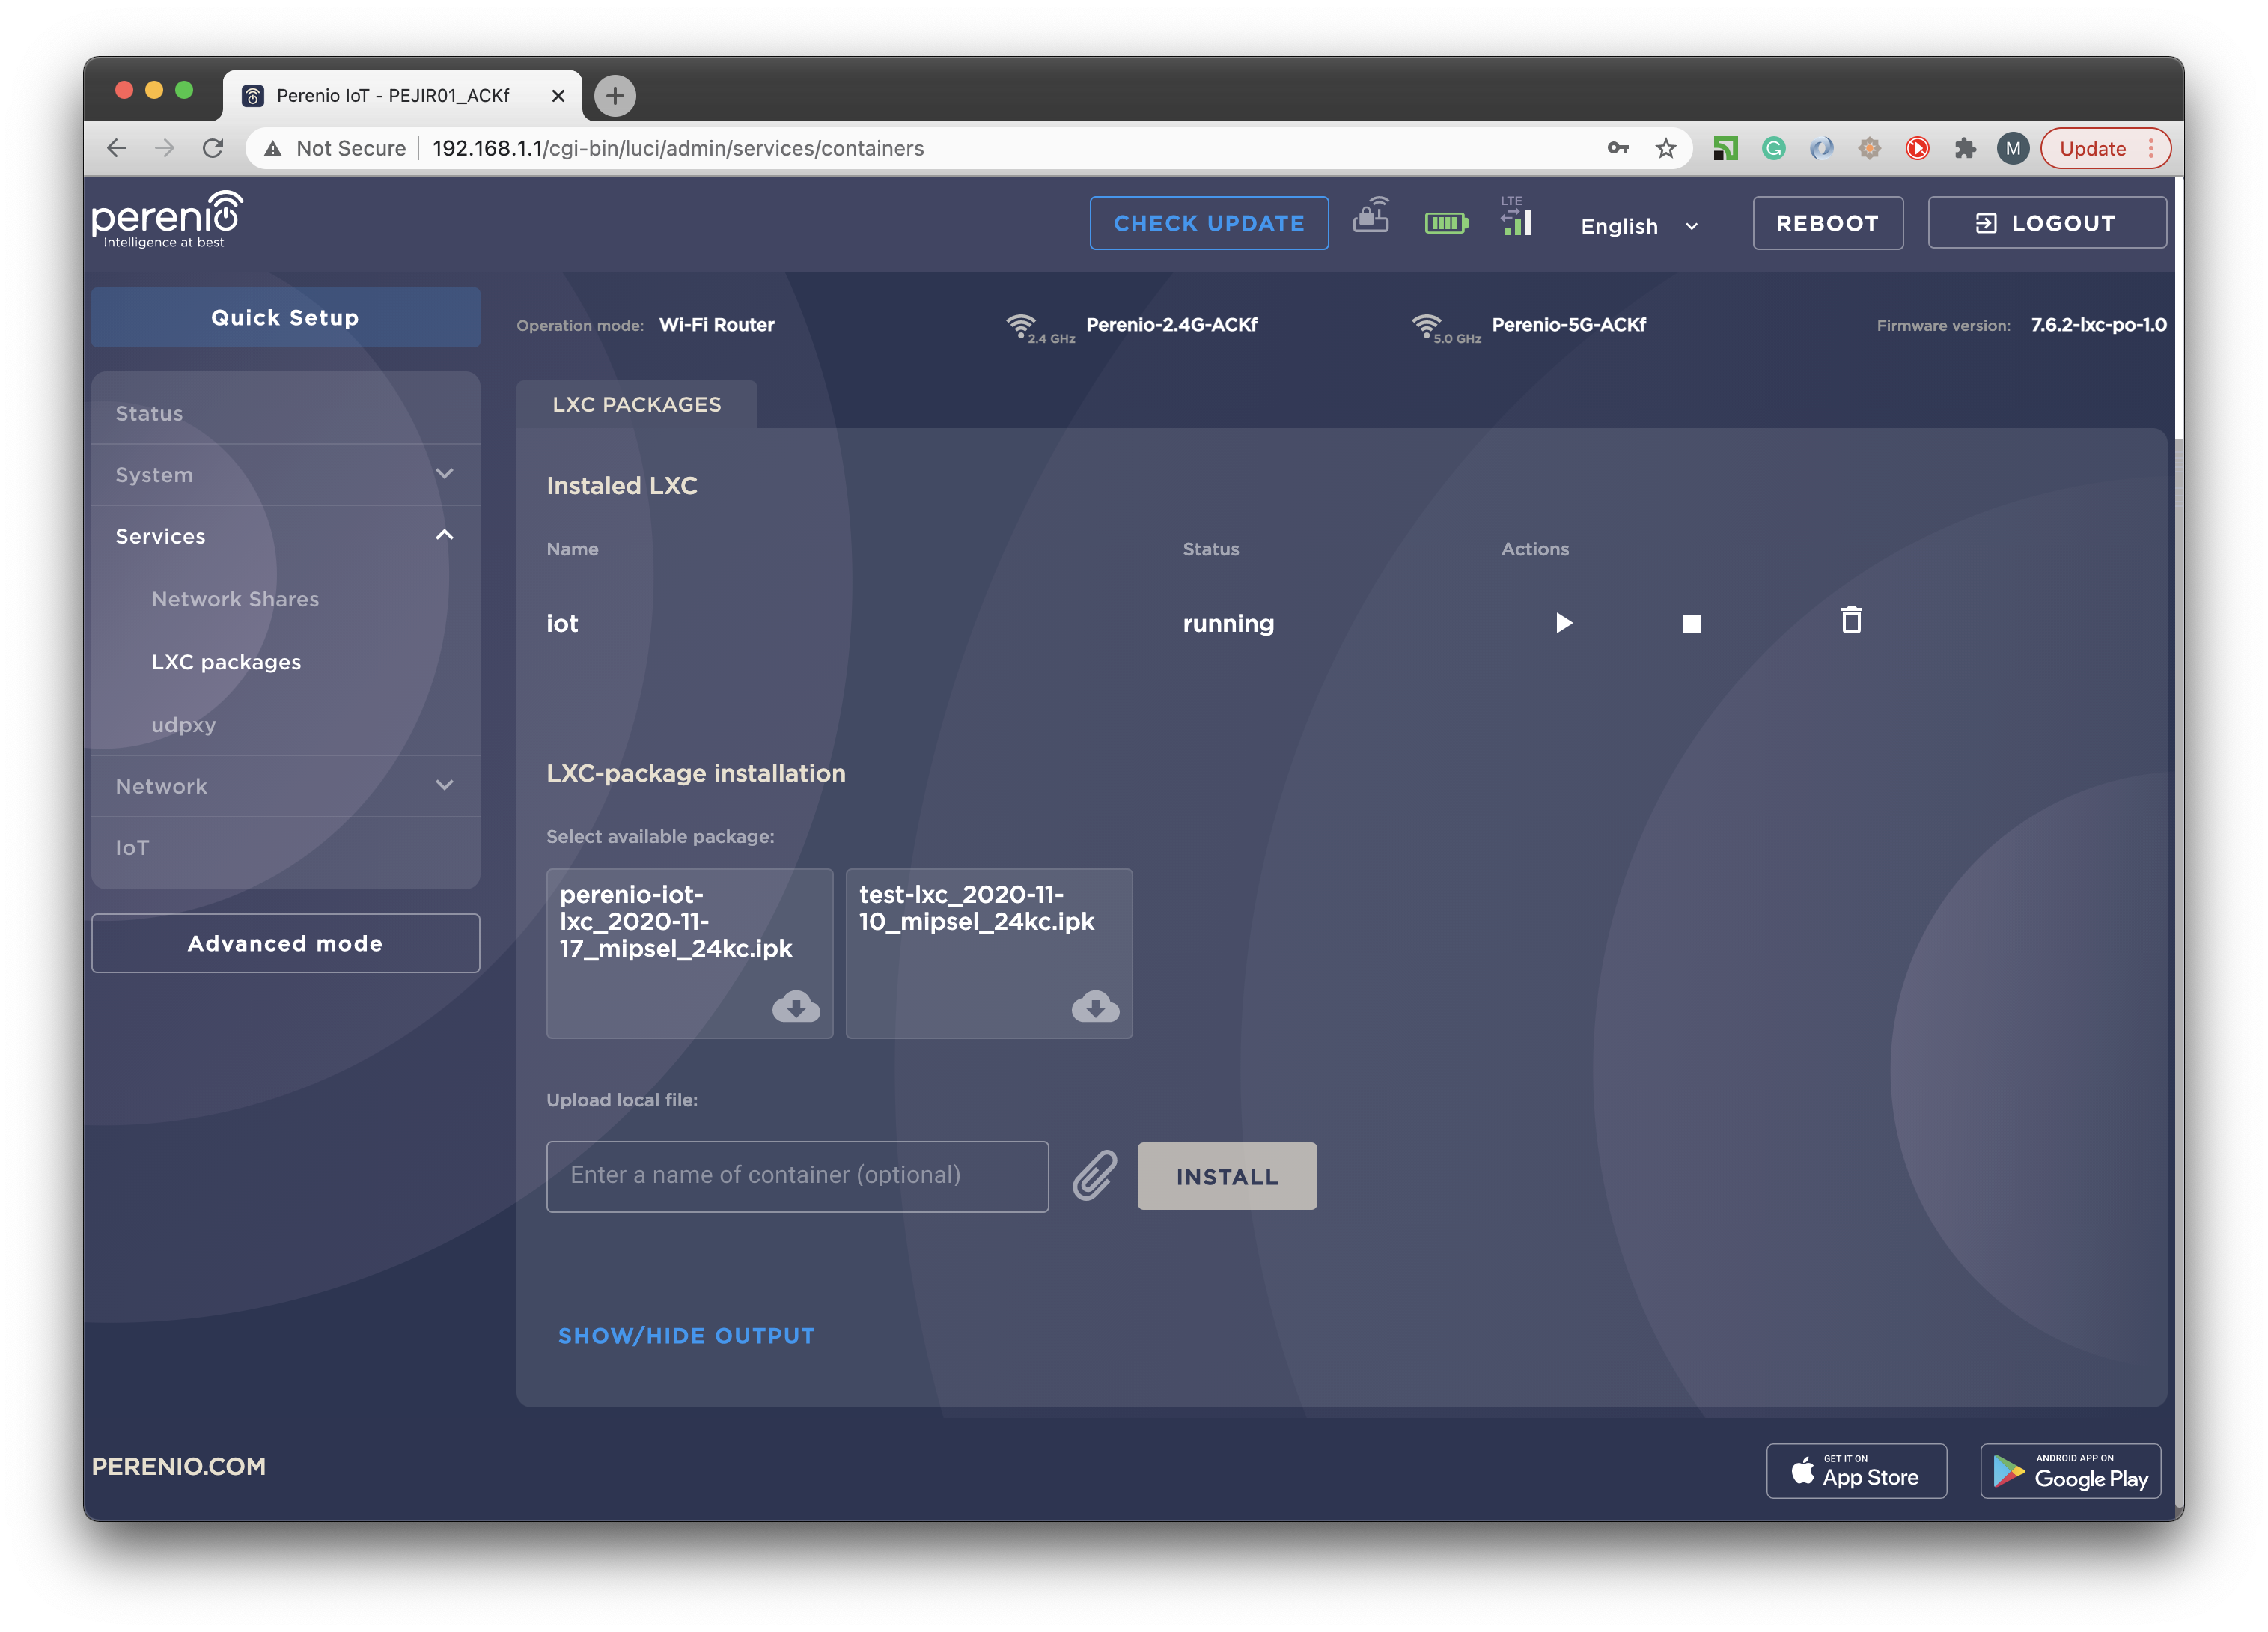 Perenio IoT - PEJIR01_ACKf
Not Secure
192.168.1.1/cgi-bin/luci/admin/services/containers
M
Update
perenio
Intelligence at best
CHECK UPDATE
LTE
English
REBOOT
LOGOUT
Quick Setup
Operation mode: Wi-Fi Router
2.4 GHz
Perenio-2.4G-ACKf
5.0 GHz
Perenio-5G-ACKf
Firmware version: 7.6.2-lxc-po-1.0
Status
System
Services
Network Shares
LXC packages
udpxy
Network
IoT
Advanced mode
LXC PACKAGES
Instaled LXC
Name Status Actions
iot running
LXC-package installation
Select available package:
perenio-iot-
lxc_2020-11-
17_mipsel_24kc.ipk
test-lxc_2020-11-
10_mipsel_24kc.ipk
Upload local file:
Enter a name of container (optional)
INSTALL
SHOW/HIDE OUTPUT
PERENIO.COM
GET IT ON
App Store
ANDROID APP ON
Google Play